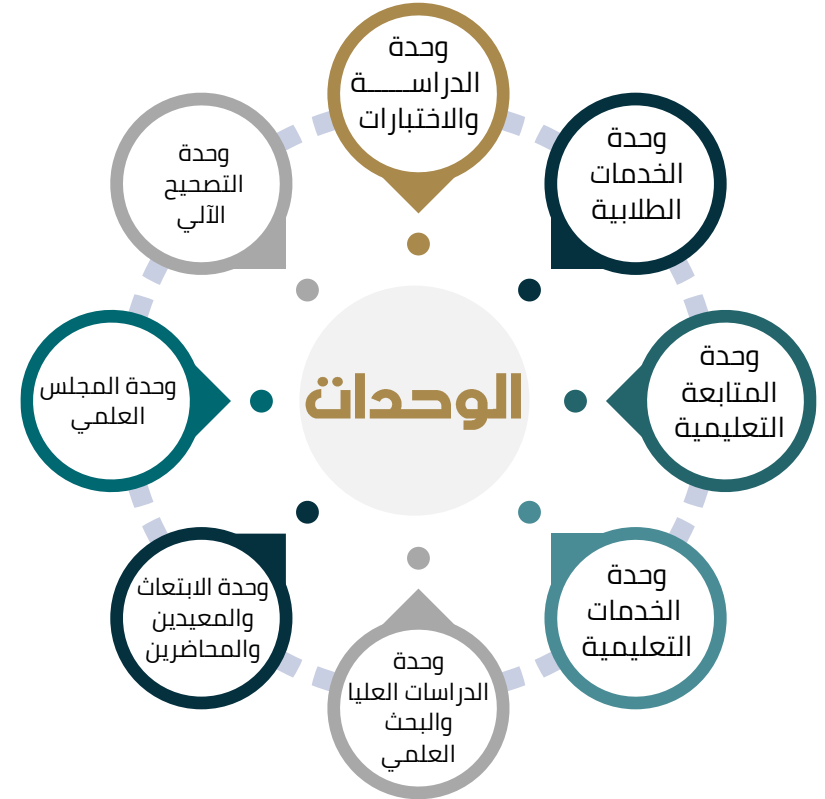 وحدة
الدراســـــة
والاختبارات
وحدة
الخدمات
الطلابية
وحدة
المتابعة
التعليمية
وحدة
الخدمات
التعليمية
وحدة
الدراسات العليا
والبحث
العلمي
وحدة الابتعاث
والمعيدين
والمحاضرين
وحدة المجلس
العلمي
وحدة
التصحيح
الآلي
الوحدات